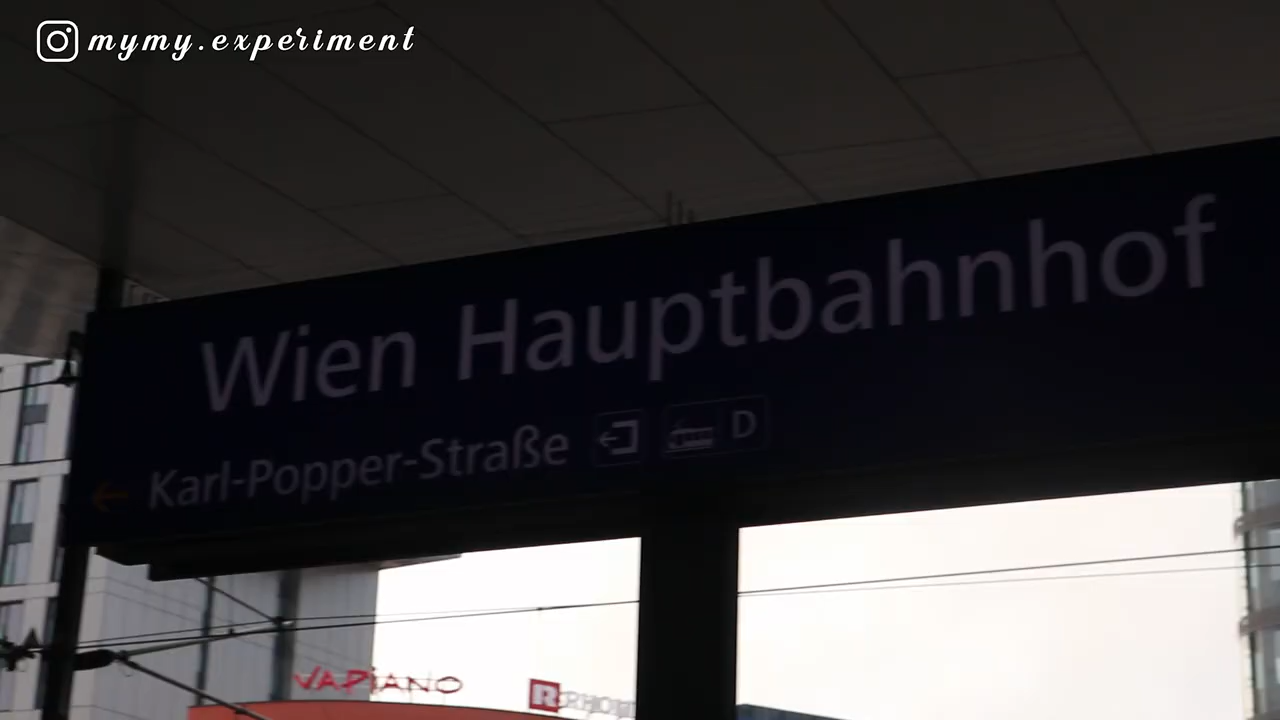 mymy.experiment
Wien Hauptbahnhof
Karl-Popper-Straße D
VAPiANO
R